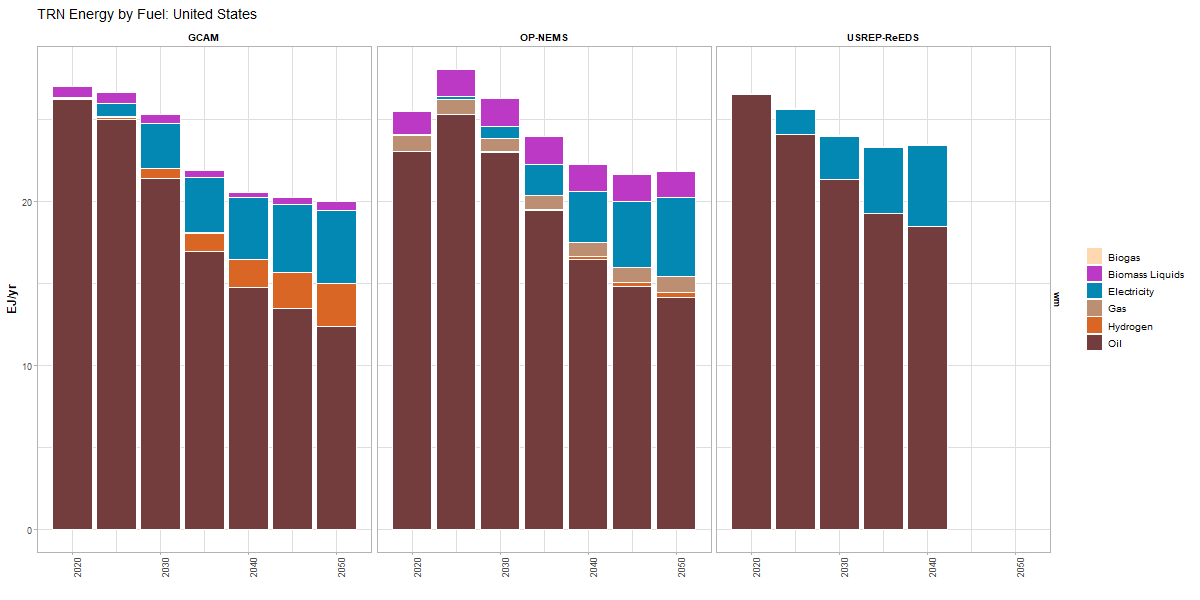 TRN Energy by Fuel: United States
GCAM
OP-NEMS
USREP-ReEDS
EJ/yr
20
10
0
2020
2030
2040
2050
2020
2030
2040
2050
2020
2030
2040
2050
wm
Biogas
Biomass Liquids
Electricity
Gas
Hydrogen
Oil